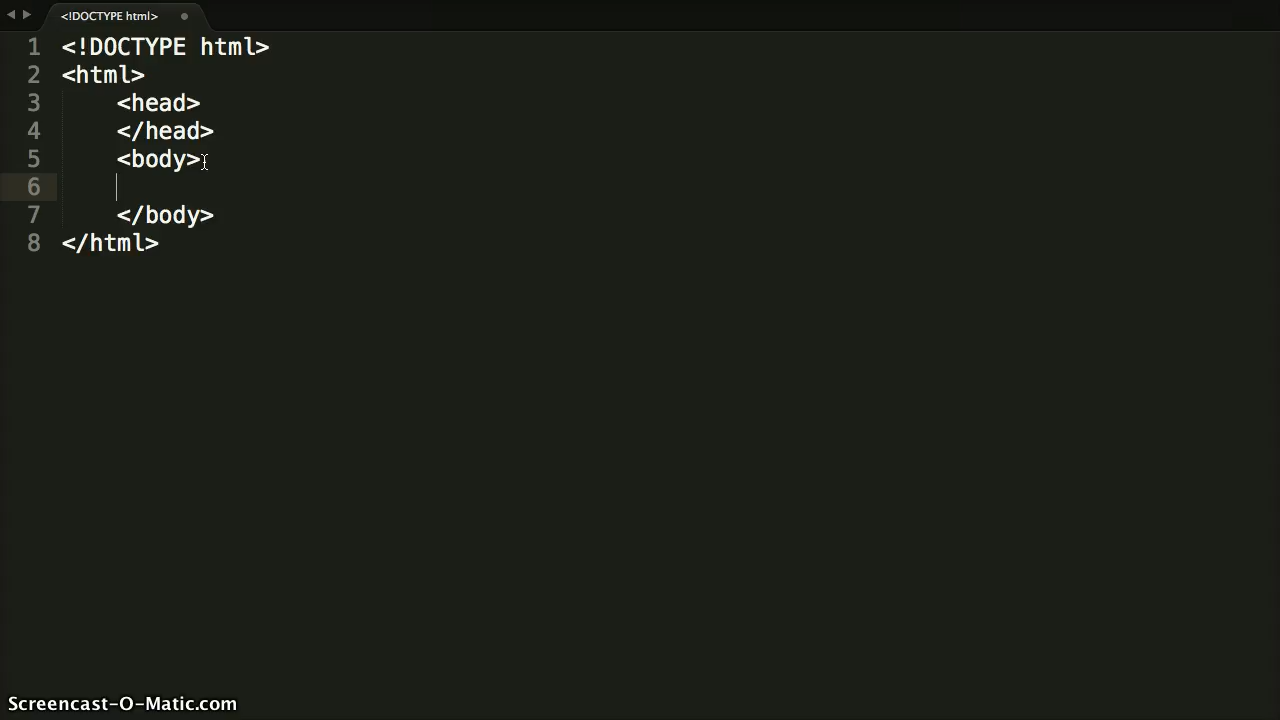 <!DOCTYPE html>
1 <!DOCTYPE html>
2 <html>
3 <head>
4 </head>
5 <body>
6
7 </body>
8 </html>
Screencast-O-Matic.com